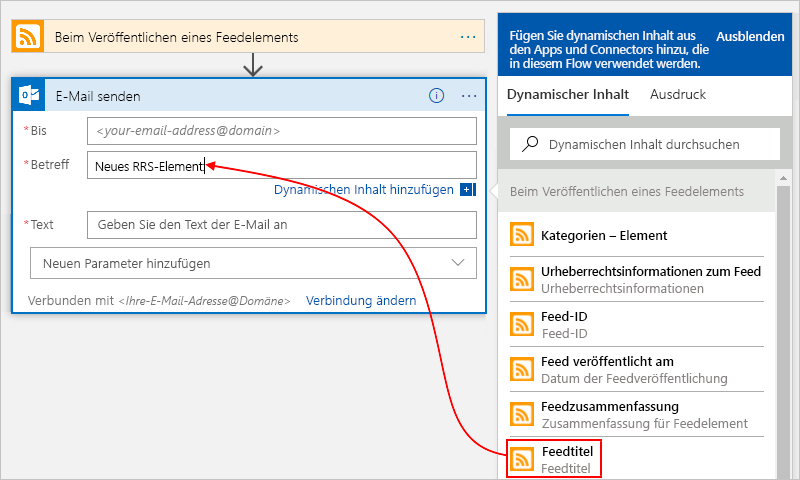 Beim Veröffentlichen eines Feedelements
E-Mail senden
* Bis
<your-email-address@domain>
* Betreff
Neues RRS-Element
Dynamischen Inhalt hinzufügen
* Text
Geben Sie den Text der E-Mail an
Neuen Parameter hinzufügen
Verbunden mit <Ihre-E-Mail-Adresse@Domäne> Verbindung ändern
Fügen Sie dynamischen Inhalt aus
den Apps und Connectors hinzu, die
in diesem Flow verwendet werden.
Ausblenden
Dynamischer Inhalt
Ausdruck
Dynamischen Inhalt durchsuchen
Beim Veröffentlichen eines Feedelements
Kategorien – Element
Urheberrechtsinformationen zum Feed
Urheberrechtsinformationen
Feed-ID
Feed-ID
Feed veröffentlicht am
Datum der Feedveröffentlichung
Feedzusammenfassung
Zusammenfassung für Feedelement
Feedtitel
Feedtitel